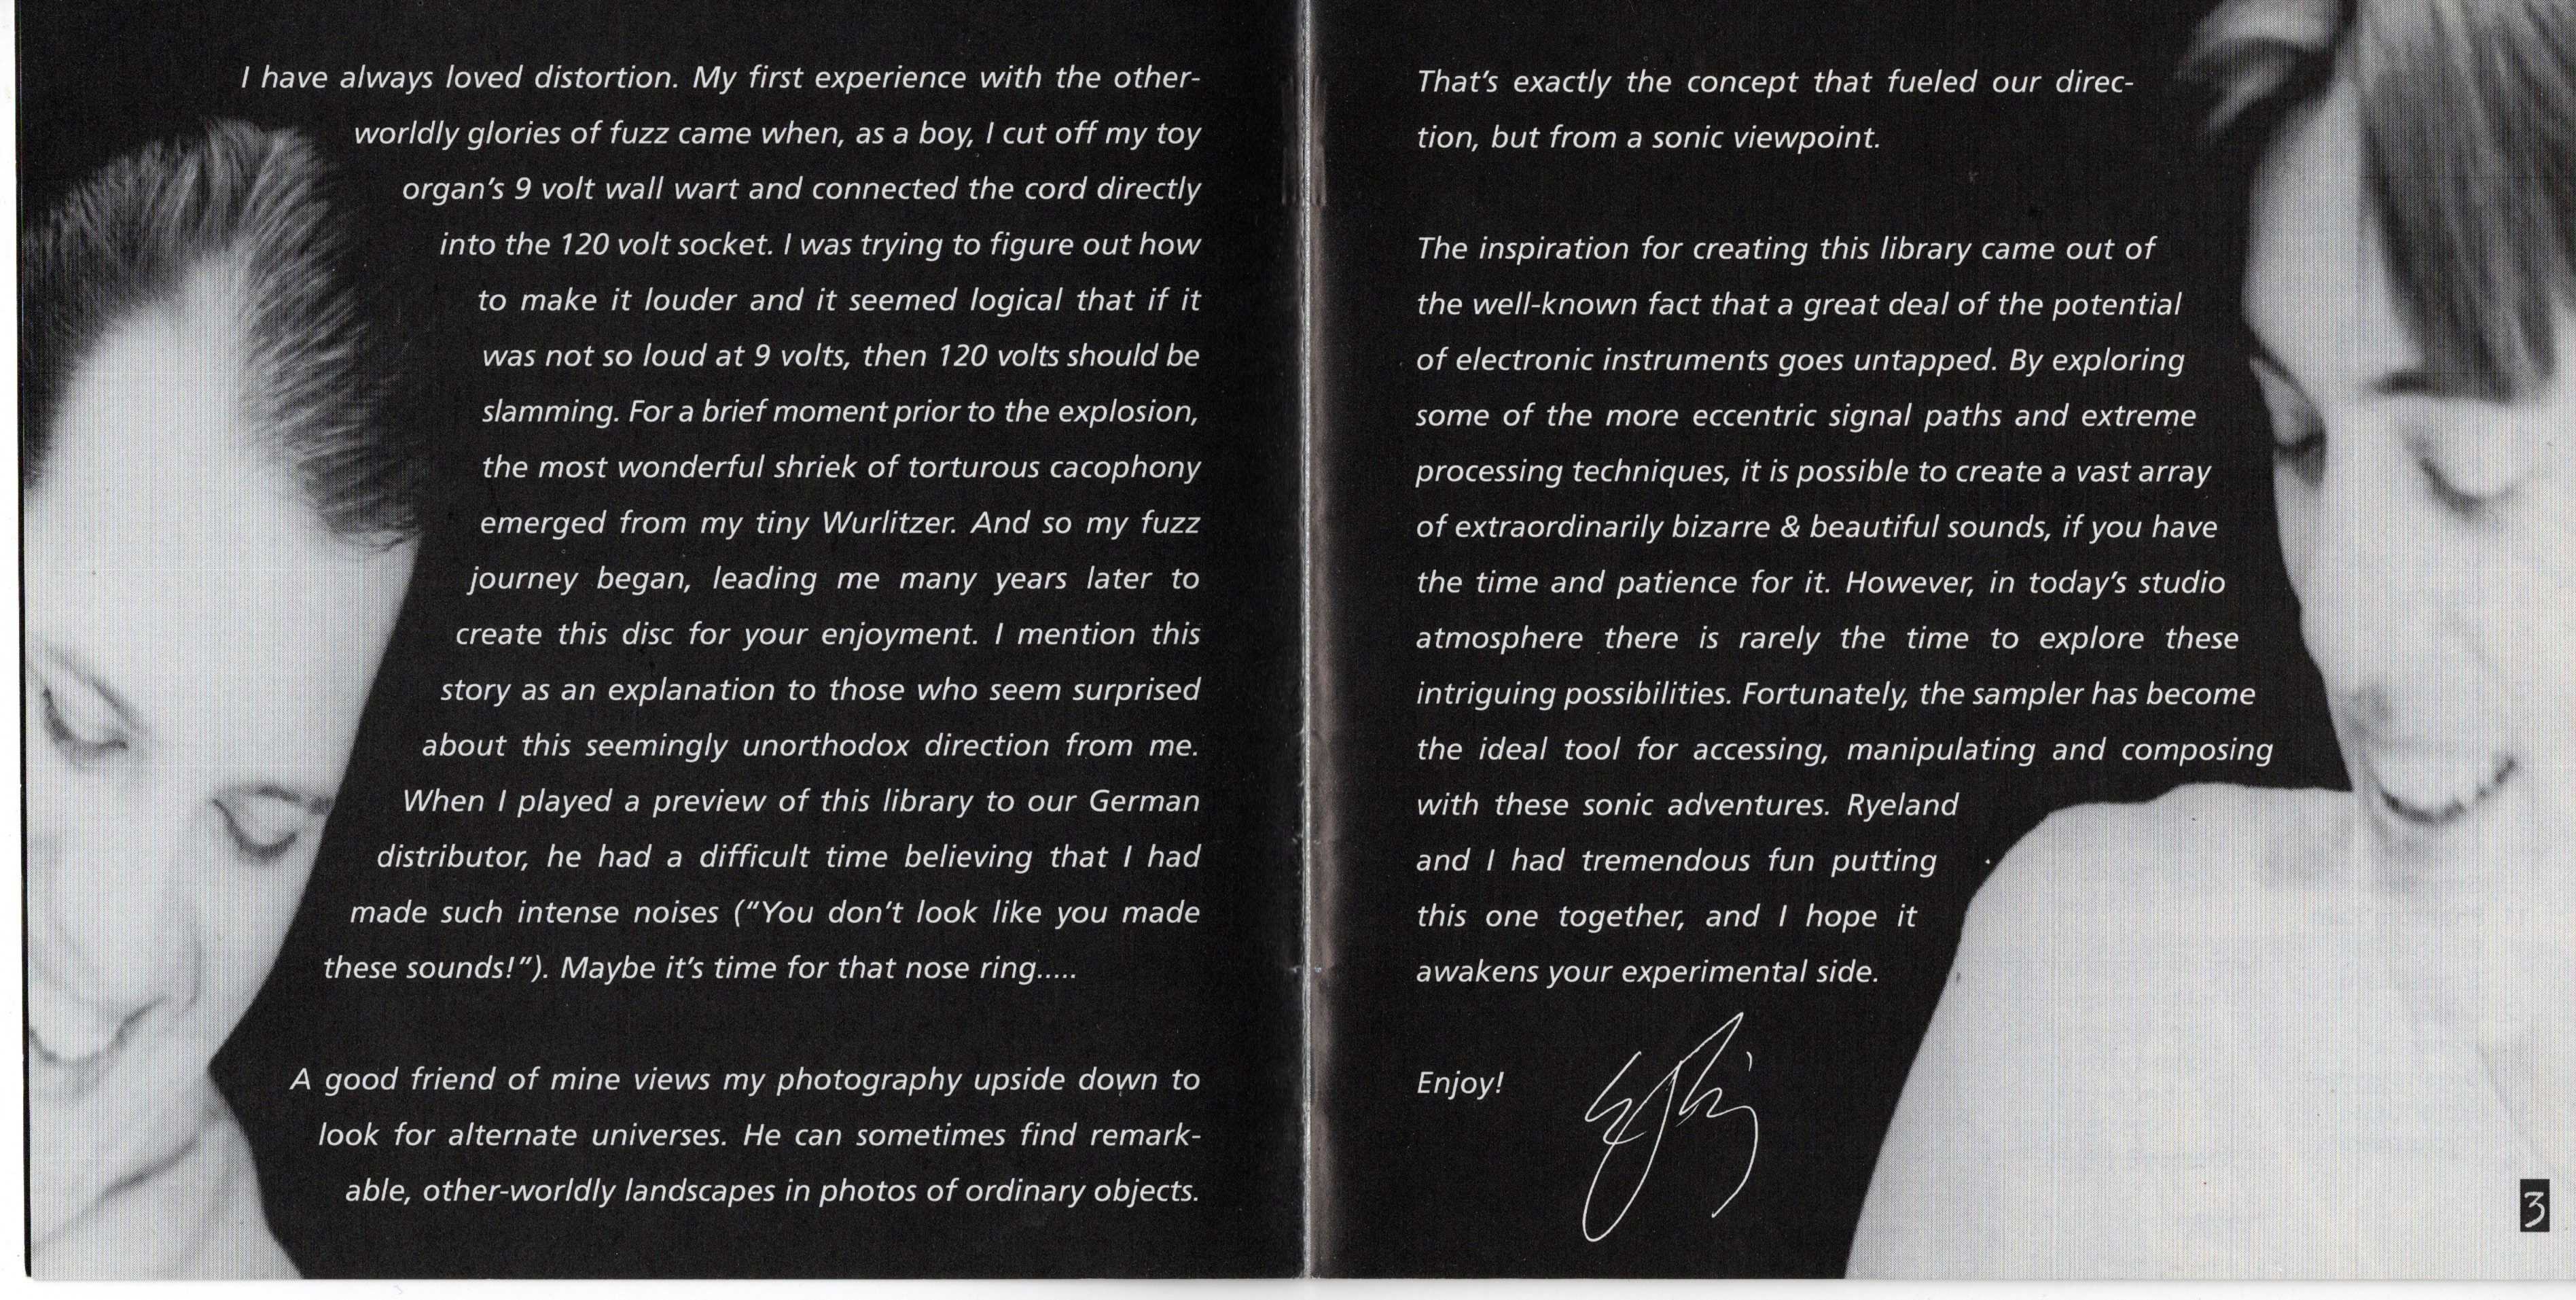 I have always loved distortion. My first experience with the other-
worldly glories of fuzz came when, as a boy, I cut off my toy
organ's 9 volt wall wart and connected the cord directly
into the 120 volt socket. I was trying to figure out how
to make it louder and it seemed logical that if it
was not so loud at 9 volts, then 120 volts should be
slamming. For a brief moment prior to the explosion,
the most wonderful shriek of torturous cacophony
emerged from my tiny Wurlitzer. And so my fuzz
journey began, leading me many years later to
create this disc for your enjoyment. I mention this
story as an explanation to those who seem surprised
about this seemingly unorthodox direction from me.
When I played a preview of this library to our German
distributor, he had a difficult time believing that I had
made such intense noises (“You don't look like you made
these sounds!”). Maybe it's time for that nose ring.....
A good friend of mine views my photography upside down to
look for alternate universes. He can sometimes find remark-
able, other-worldly landscapes in photos of ordinary objects.
That's exactly the concept that fueled our direc-
tion, but from a sonic viewpoint.
The inspiration for creating this library came out of
the well-known fact that a great deal of the potential
of electronic instruments goes untapped. By exploring
some of the more eccentric signal paths and extreme
processing techniques, it is possible to create a vast array
of extraordinarily bizarre & beautiful sounds, if you have
the time and patience for it. However, in today's studio
atmosphere there is rarely the time to explore these
intriguing possibilities. Fortunately, the sampler has become
the ideal tool for accessing, manipulating and composing
with these sonic adventures. Ryeland
and I had tremendous fun putting
this one together, and I hope it
awakens your experimental side.
Enjoy!
3